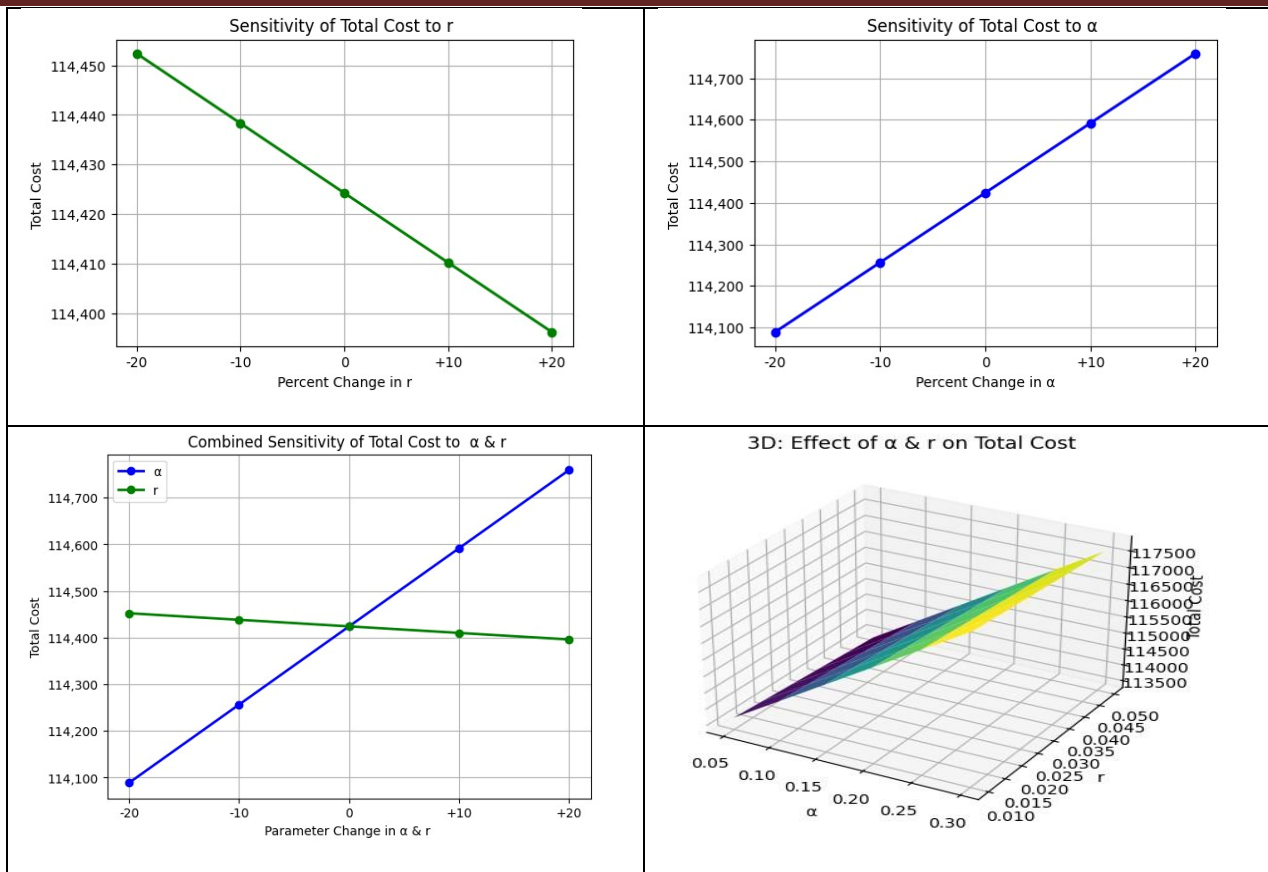 Sensitivity of Total Cost to r
114,450
114,440
114,430
114,420
114,410
114,400
Total Cost
-20 -10 0 +10 +20
Percent Change in r
Sensitivity of Total Cost to α
114,700
114,600
114,500
114,400
114,300
114,200
114,100
Total Cost
-20 -10 0 +10 +20
Percent Change in α
Combined Sensitivity of Total Cost to α & r
α
r
114,700
114,600
114,500
114,400
114,300
114,200
114,100
Total Cost
-20 -10 0 +10 +20
Parameter Change in α & r
3D: Effect of α & r on Total Cost
117500
117000
116500
116000
115500
115000
114500
114000
113500
Total Cost
0.050
0.045
0.040
0.035
0.030
0.025
0.020
0.015
0.010
r
0.05
0.10
0.15
0.20
0.25
0.30
α